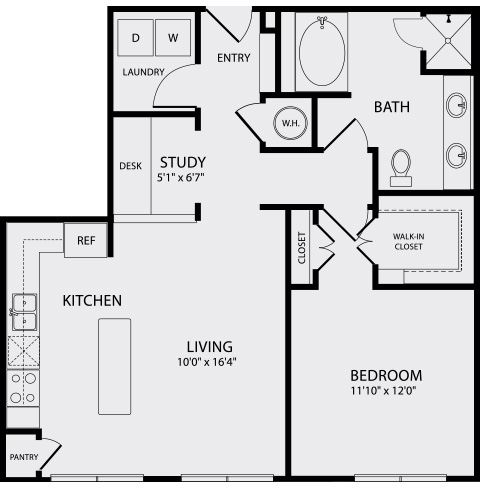 D
W
LAUNDRY
ENTRY
W.H.
BATH
DESK
STUDY
5'1" x 6'7"
REF
CLOSET
WALK-IN
CLOSET
KITCHEN
LIVING
10'0" x 16'4"
BEDROOM
11'10" x 12'0"
PANTRY